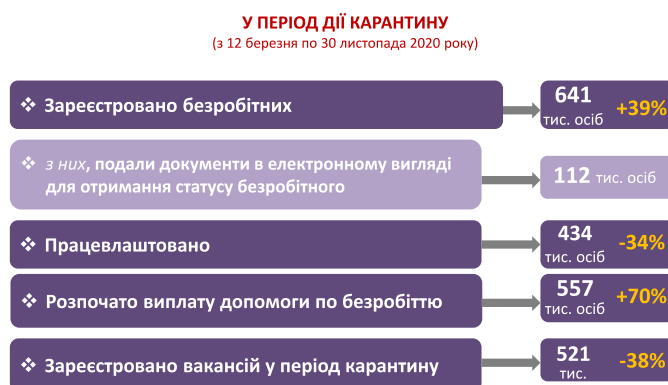 У ПЕРІОД ДІЇ КАРАНТИНУ
(з 12 березня по 30 листопада 2020 року)
❖ Зареєстровано безробітних
641
тис. осіб
+39%
❖ з них, подали документи в електронному вигляді
для отримання статусу безробітного
112 тис. осіб
❖ Працевлаштовано
434
тис. осіб
-34%
❖ Розпочато виплату допомоги по безробіттю
557
тис. осіб
+70%
❖ Зареєстровано вакансій у період карантину
521
тис.
-38%